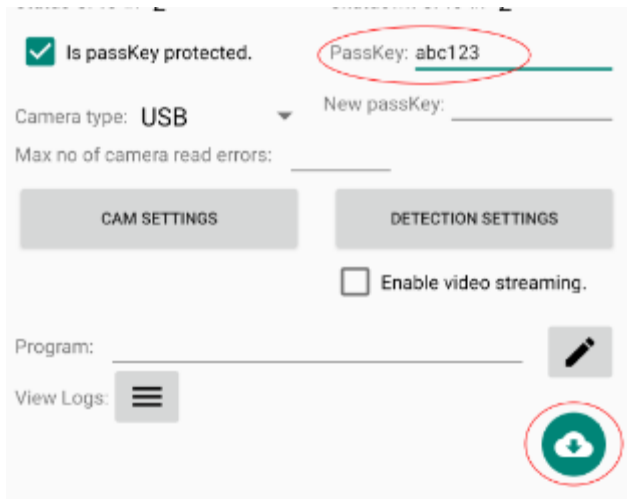 Is passKey protected.
PassKey: abc123
Camera type: USB
New passKey:
Max no of camera read errors:
CAM SETTINGS
DETECTION SETTINGS
Enable video streaming.
Program:
View Logs: